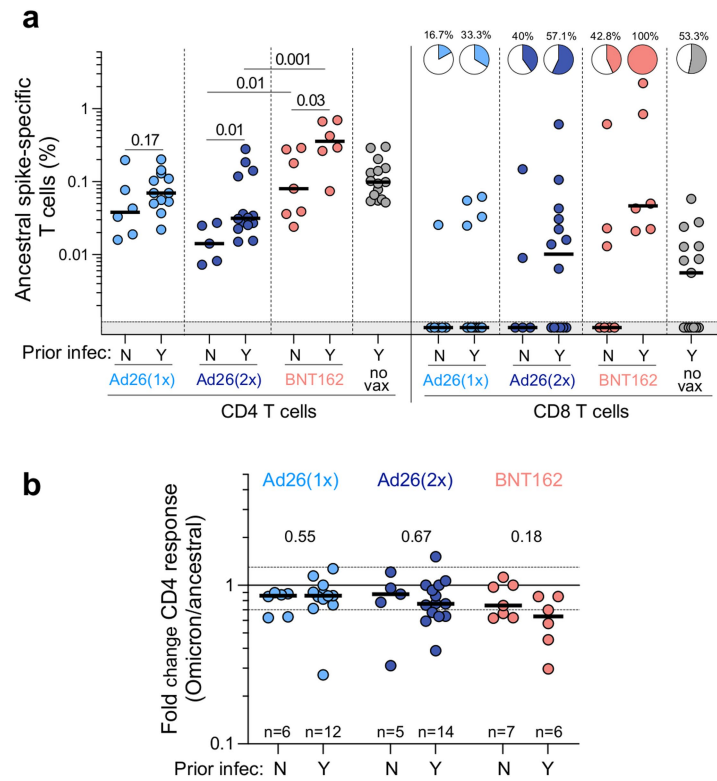 a
16.7% 33.3% 40% 57.1% 42.8% 100% 53.3%
Ancestral spike-specific
T cells (%)
1
0.1
0.01
0.001
0.01
0.03
0.17
0.01
Prior infec: N Y N Y N Y Y N Y N Y N Y Y
Ad26(1x) Ad26(2x) BNT162 no vax Ad26(1x) Ad26(2x) BNT162 no vax
CD4 T cells CD8 T cells
b
Ad26(1x) Ad26(2x) BNT162
Fold change CD4 response
(Omicron/ancestral)
0.55 0.67 0.18
1
0.1
n=6 n=12 n=5 n=14 n=7 n=6
Prior infec: N Y N Y N Y